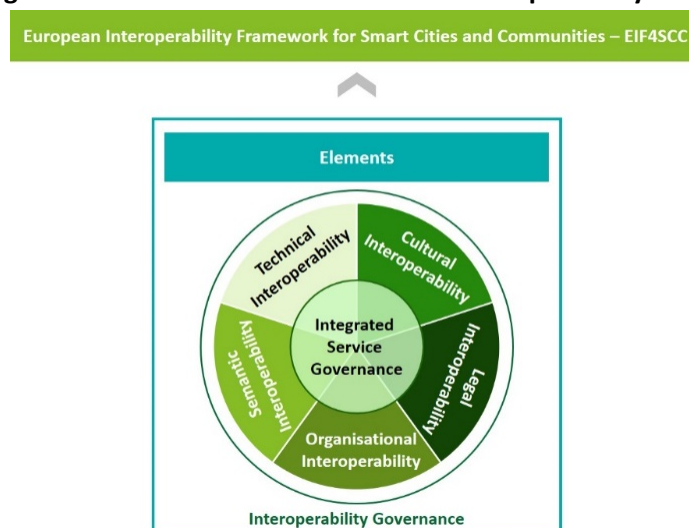 European Interoperability Framework for Smart Cities and Communities – EIF4SCC
Elements
Technical
Interoperability
Cultural
Interoperability
Integrated
Service
Governance
Semantic
Interoperability
Legal
Interoperability
Organisational
Interoperability
Interoperability Governance